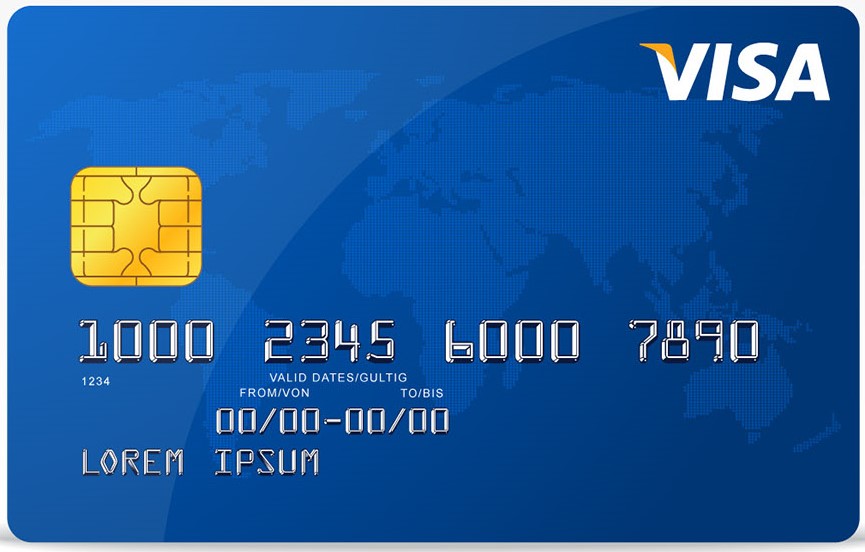 VISA
1000 2345 6000 7890
1234
VALID DATES/GULTIG
FROM/VON TO/BIS
00/00-00/00
LOREM IPSUM